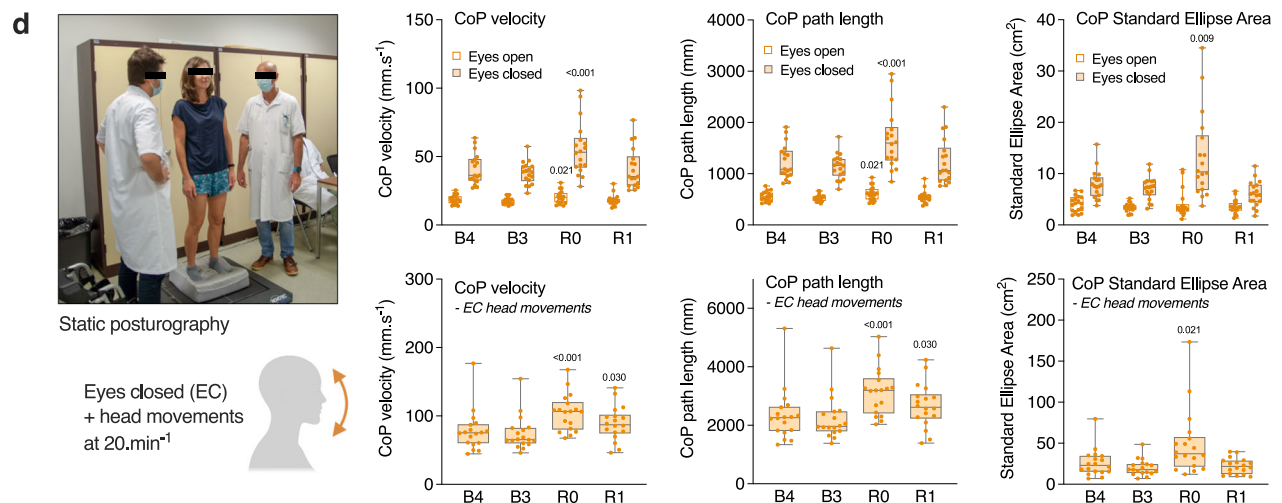 d
Static posturography
Eyes closed (EC)
+ head movements
at 20.min⁻¹
CoP velocity
CoP velocity (mm.s⁻¹)
150
100
50
0
Eyes open
Eyes closed
0.021
<0.001
B4 B3 R0 R1
CoP path length
CoP path length (mm)
4000
3000
2000
1000
0
Eyes open
Eyes closed
0.021
<0.001
B4 B3 R0 R1
CoP Standard Ellipse Area
Standard Ellipse Area (cm²)
40
30
20
10
0
Eyes open
Eyes closed
0.009
B4 B3 R0 R1
CoP velocity
- EC head movements
CoP velocity (mm.s⁻¹)
300
200
100
0
<0.001
0.030
B4 B3 R0 R1
CoP path length
- EC head movements
CoP path length (mm)
6000
4000
2000
0
<0.001
0.030
B4 B3 R0 R1
CoP Standard Ellipse Area
- EC head movements
Standard Ellipse Area (cm²)
250
200
150
100
50
0
0.021
B4 B3 R0 R1